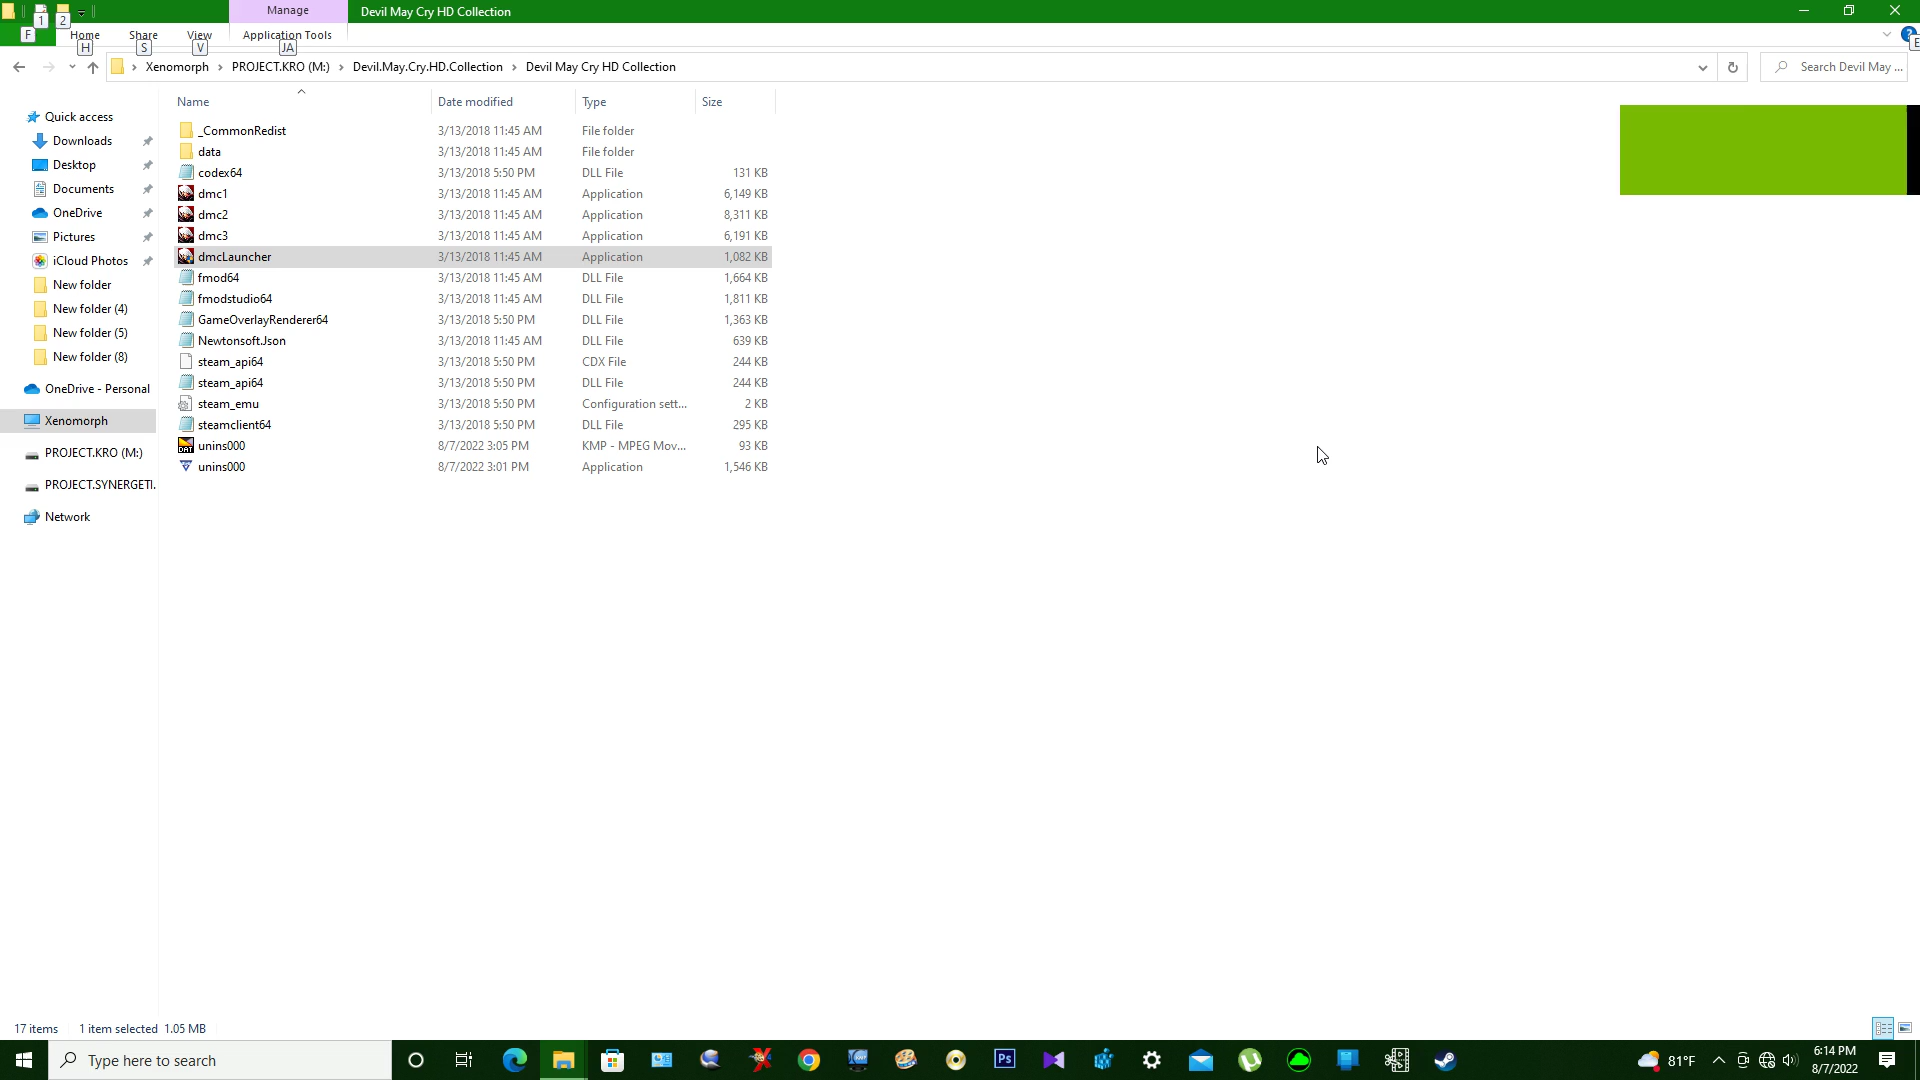 Manage
Devil May Cry HD Collection
1
2
F
Home
Share
View
Application Tools
?
H
S
V
JA
E
Xenomorph
PROJECT.KRO (M:)
Devil.May.Cry.HD.Collection
Devil May Cry HD Collection
Search Devil May ...
Name
Date modified
Type
Size
Quick access
Downloads
Desktop
Documents
OneDrive
Pictures
iCloud Photos
New folder
New folder (4)
New folder (5)
New folder (8)
OneDrive - Personal
Xenomorph
PROJECT.KRO (M:)
PROJECT.SYNERGETI.
Network
_CommonRedist 3/13/2018 11:45 AM File folder
data 3/13/2018 11:45 AM File folder
codex64 3/13/2018 5:50 PM DLL File 131 KB
dmc1 3/13/2018 11:45 AM Application 6,149 KB
dmc2 3/13/2018 11:45 AM Application 8,311 KB
dmc3 3/13/2018 11:45 AM Application 6,191 KB
dmcLauncher 3/13/2018 11:45 AM Application 1,082 KB
fmod64 3/13/2018 11:45 AM DLL File 1,664 KB
fmodstudio64 3/13/2018 11:45 AM DLL File 1,811 KB
GameOverlayRenderer64 3/13/2018 5:50 PM DLL File 1,363 KB
Newtonsoft.Json 3/13/2018 11:45 AM DLL File 639 KB
steam_api64 3/13/2018 5:50 PM CDX File 244 KB
steam_api64 3/13/2018 5:50 PM DLL File 244 KB
steam_emu 3/13/2018 5:50 PM Configuration sett... 2 KB
steamclient64 3/13/2018 5:50 PM DLL File 295 KB
unins000 8/7/2022 3:05 PM KMP - MPEG Mov... 93 KB
unins000 8/7/2022 3:01 PM Application 1,546 KB
17 items 1 item selected 1.05 MB
Type here to search
Ps
81°F
6:14 PM
8/7/2022